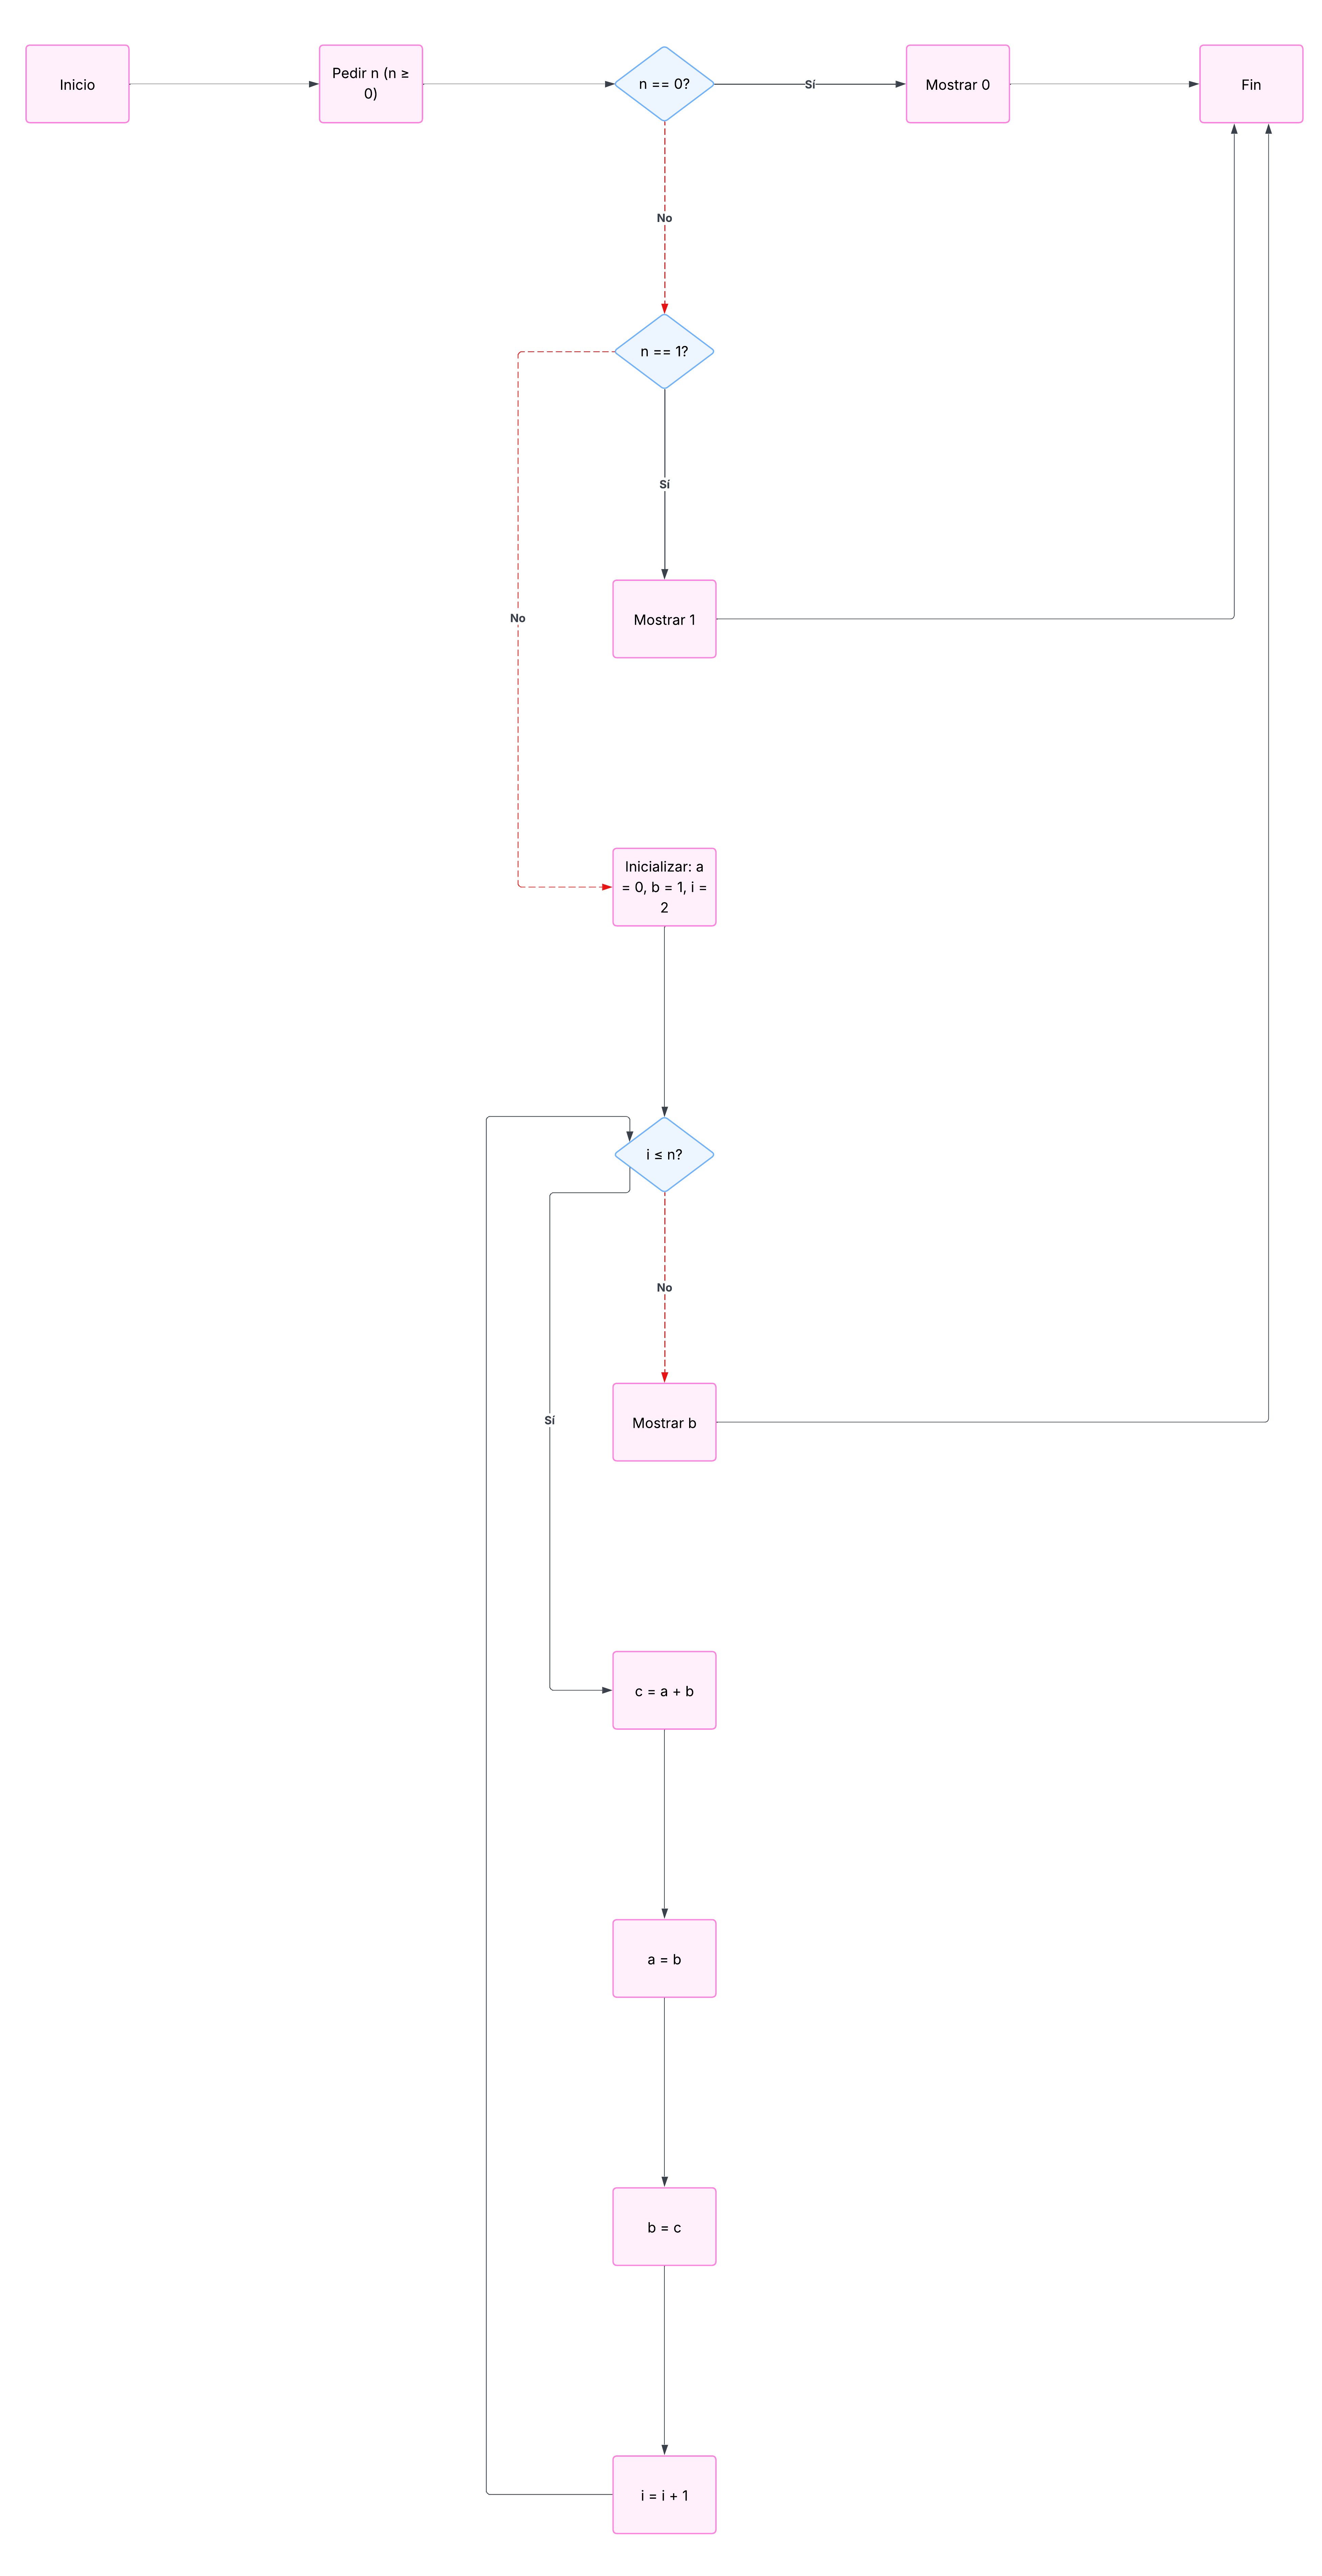 Inicio
Pedir n (n ≥
0)
n == 0?
Sí
Mostrar 0
Fin
No
n == 1?
Sí
No
Mostrar 1
Inicializar: a
= 0, b = 1, i =
2
i ≤ n?
No
Sí
Mostrar b
c = a + b
a = b
b = c
i = i + 1